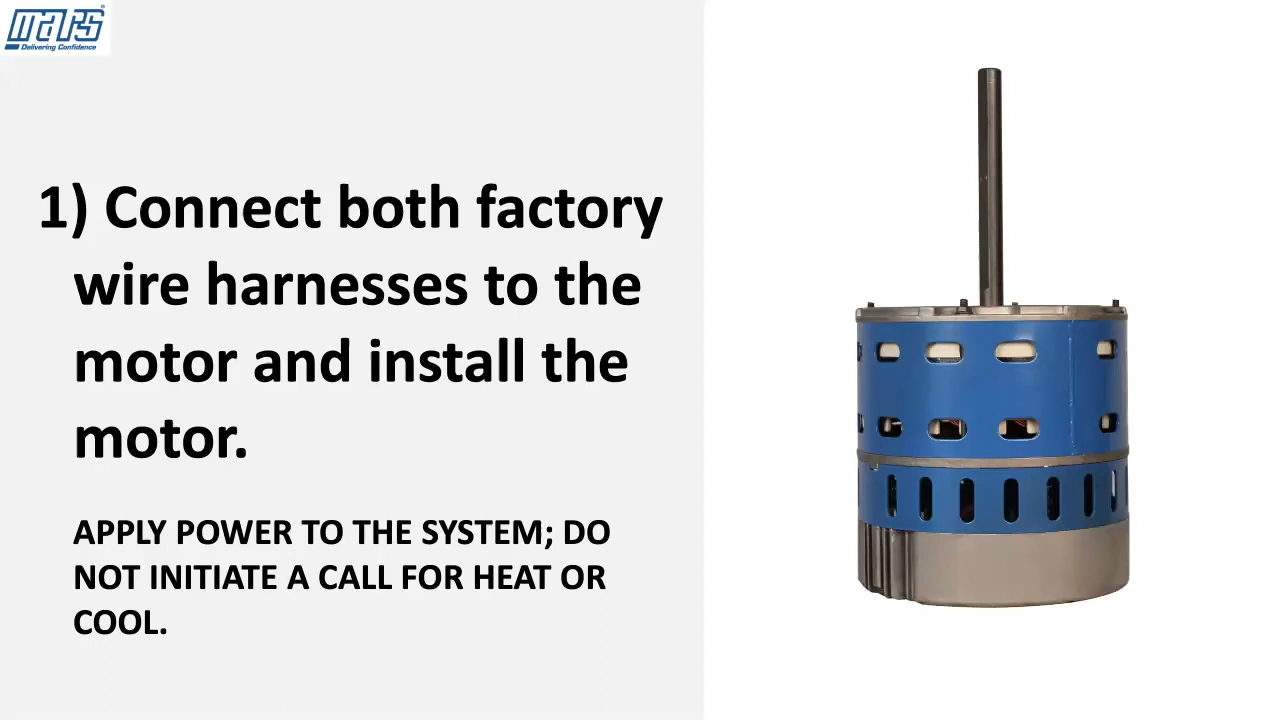 mars
Delivering Confidence
1) Connect both factory
wire harnesses to the
motor and install the
motor.
APPLY POWER TO THE SYSTEM; DO
NOT INITIATE A CALL FOR HEAT OR
COOL.